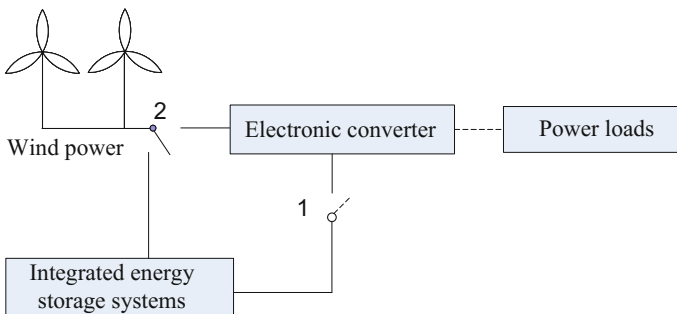 2
Electronic converter
Power loads
Wind power
1
Integrated energy
storage systems